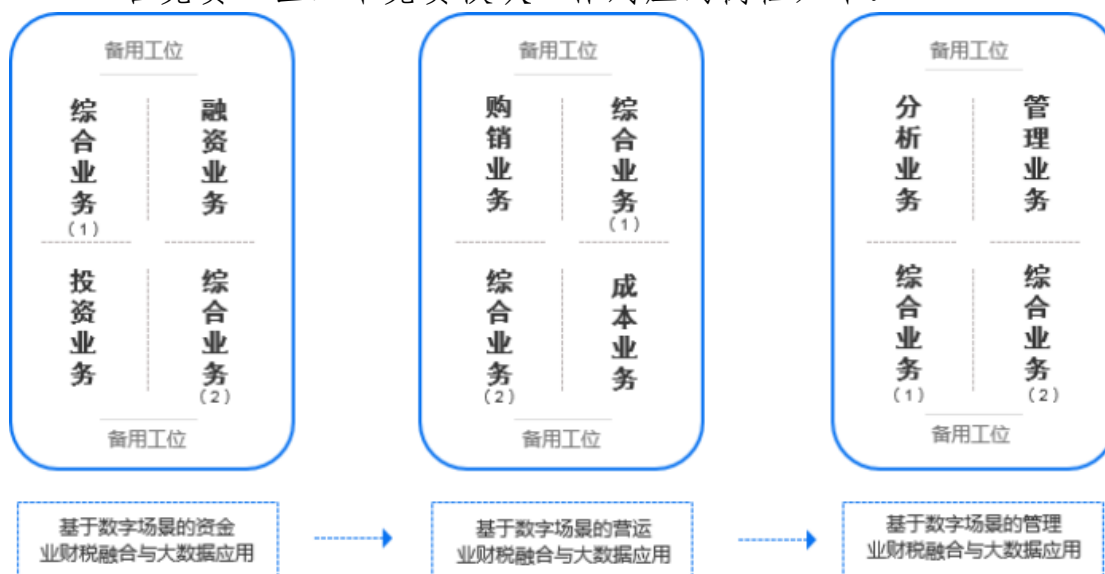 备用工位
综合业务(1)
融资业务
投资业务
综合业务(2)
备用工位
基于数字场景的资金
业财税融合与大数据应用
备用工位
购销业务
综合业务(1)
综合业务(2)
成本业务
备用工位
基于数字场景的营运
业财税融合与大数据应用
备用工位
分析业务
管理业务
综合业务(1)
综合业务(2)
备用工位
基于数字场景的管理
业财税融合与大数据应用